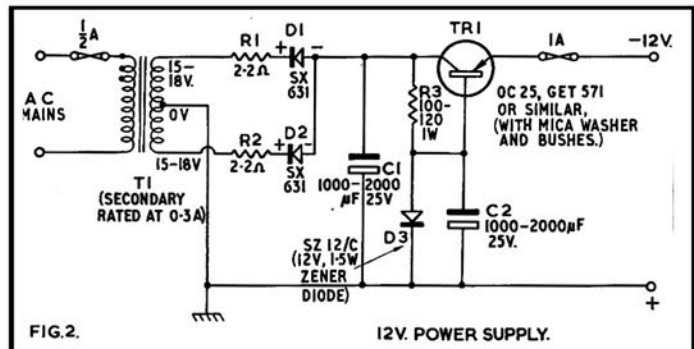 ½A
AC
MAINS
T1
(SECONDARY
RATED AT 0·3A)
15-
18V.
0V
15-18V
R1
2·2Ω
D1
+ -
SX
631
R2
2·2Ω
D2
+ -
SX
631
C1
1000-2000
µF 25V
R3
100-
120
1W
SZ 12/C
(12V, 1·5W
ZENER
DIODE)
D3
C2
1000-2000µF
25V.
TR1
OC 25, GET 571
OR SIMILAR,
(WITH MICA WASHER
AND BUSHES.)
1A
-12V.
+
FIG.2.
12V. POWER SUPPLY.